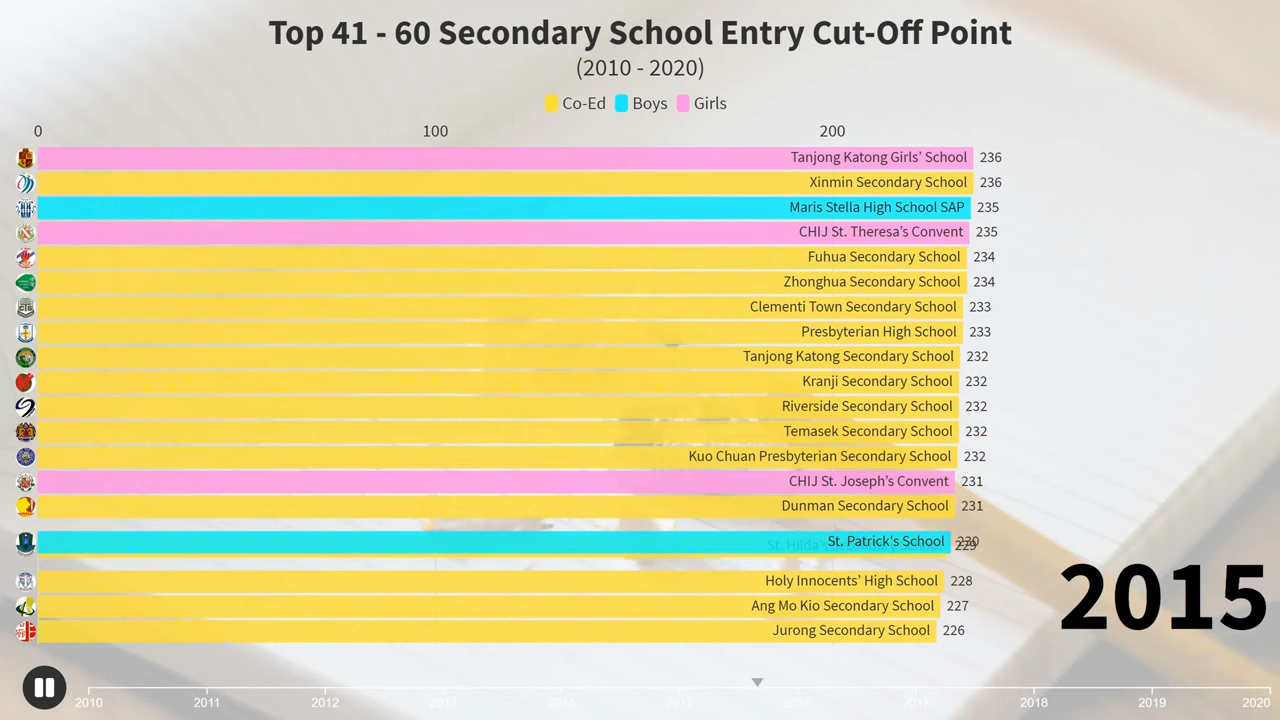 Top 41 - 60 Secondary School Entry Cut-Off Point
(2010 - 2020)
Co-Ed Boys Girls
0 100 200
Tanjong Katong Girls’ School 236
Xinmin Secondary School 236
Maris Stella High School SAP 235
CHIJ St. Theresa’s Convent 235
Fuhua Secondary School 234
Zhonghua Secondary School 234
Clementi Town Secondary School 233
Presbyterian High School 233
Tanjong Katong Secondary School 232
Kranji Secondary School 232
Riverside Secondary School 232
Temasek Secondary School 232
Kuo Chuan Presbyterian Secondary School 232
CHIJ St. Joseph’s Convent 231
Dunman Secondary School 231
St. Patrick's School 230
St. Hilda's Secondary School 229
Holy Innocents’ High School 228
Ang Mo Kio Secondary School 227
Jurong Secondary School 226
2015
2010 2011 2012 2013 2014 2015 2016 2017 2018 2019 2020